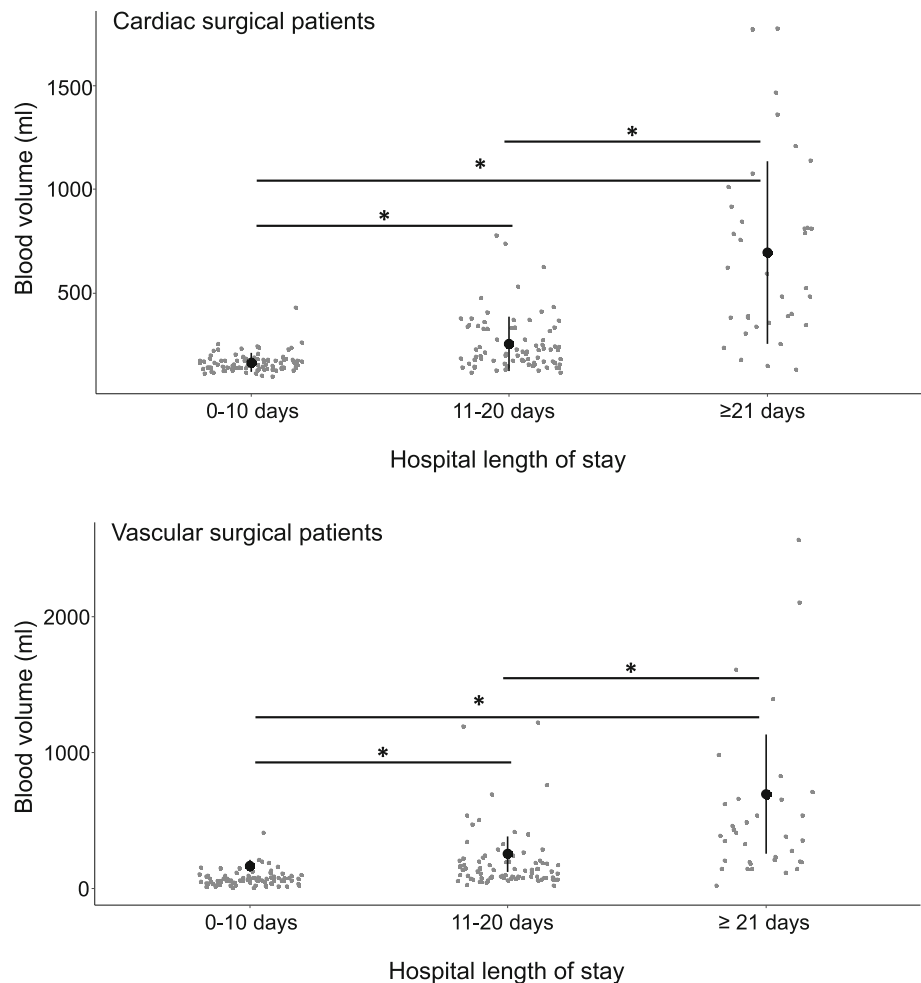 Cardiac surgical patients
Blood volume (ml)
1500
1000
500
*
*
*
0-10 days
11-20 days
≥21 days
Hospital length of stay
Vascular surgical patients
Blood volume (ml)
2000
1000
0
*
*
*
0-10 days
11-20 days
≥ 21 days
Hospital length of stay